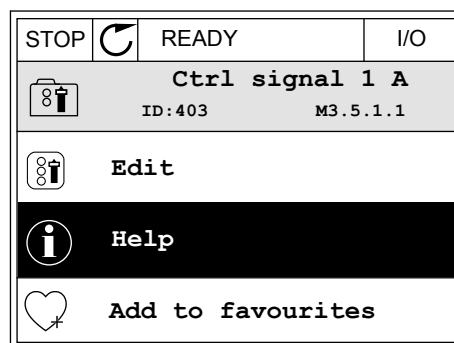 STOP READY I/O
Ctrl signal 1 A
ID:403 M3.5.1.1
Edit
Help
Add to favourites